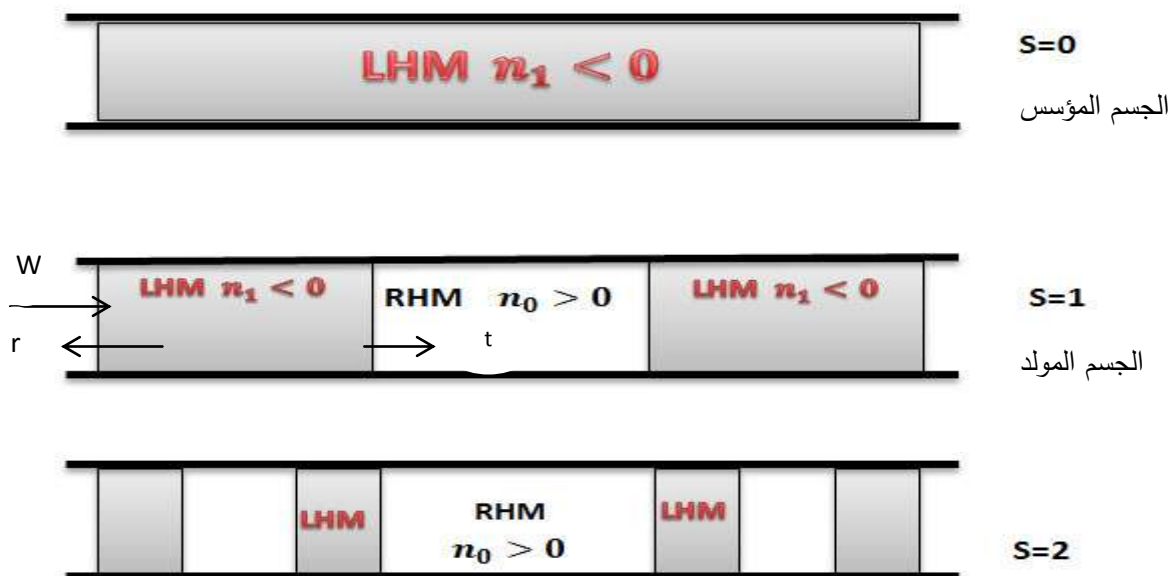 LHM n₁ < 0
S=0
الجسم المؤسس
W
LHM n₁ < 0
RHM n₀ > 0
LHM n₁ < 0
S=1
r
t
الجسم المولد
LHM
RHM
n₀ > 0
LHM
S=2